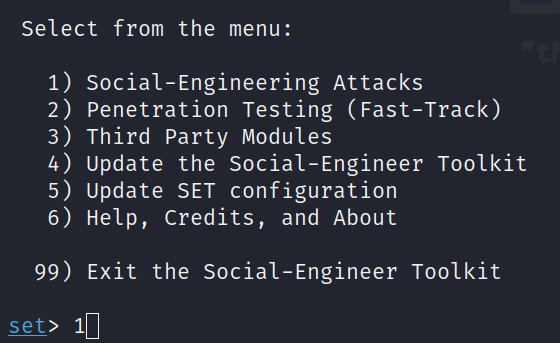 Select from the menu:
1) Social-Engineering Attacks
2) Penetration Testing (Fast-Track)
3) Third Party Modules
4) Update the Social-Engineer Toolkit
5) Update SET configuration
6) Help, Credits, and About
99) Exit the Social-Engineer Toolkit
set> 1